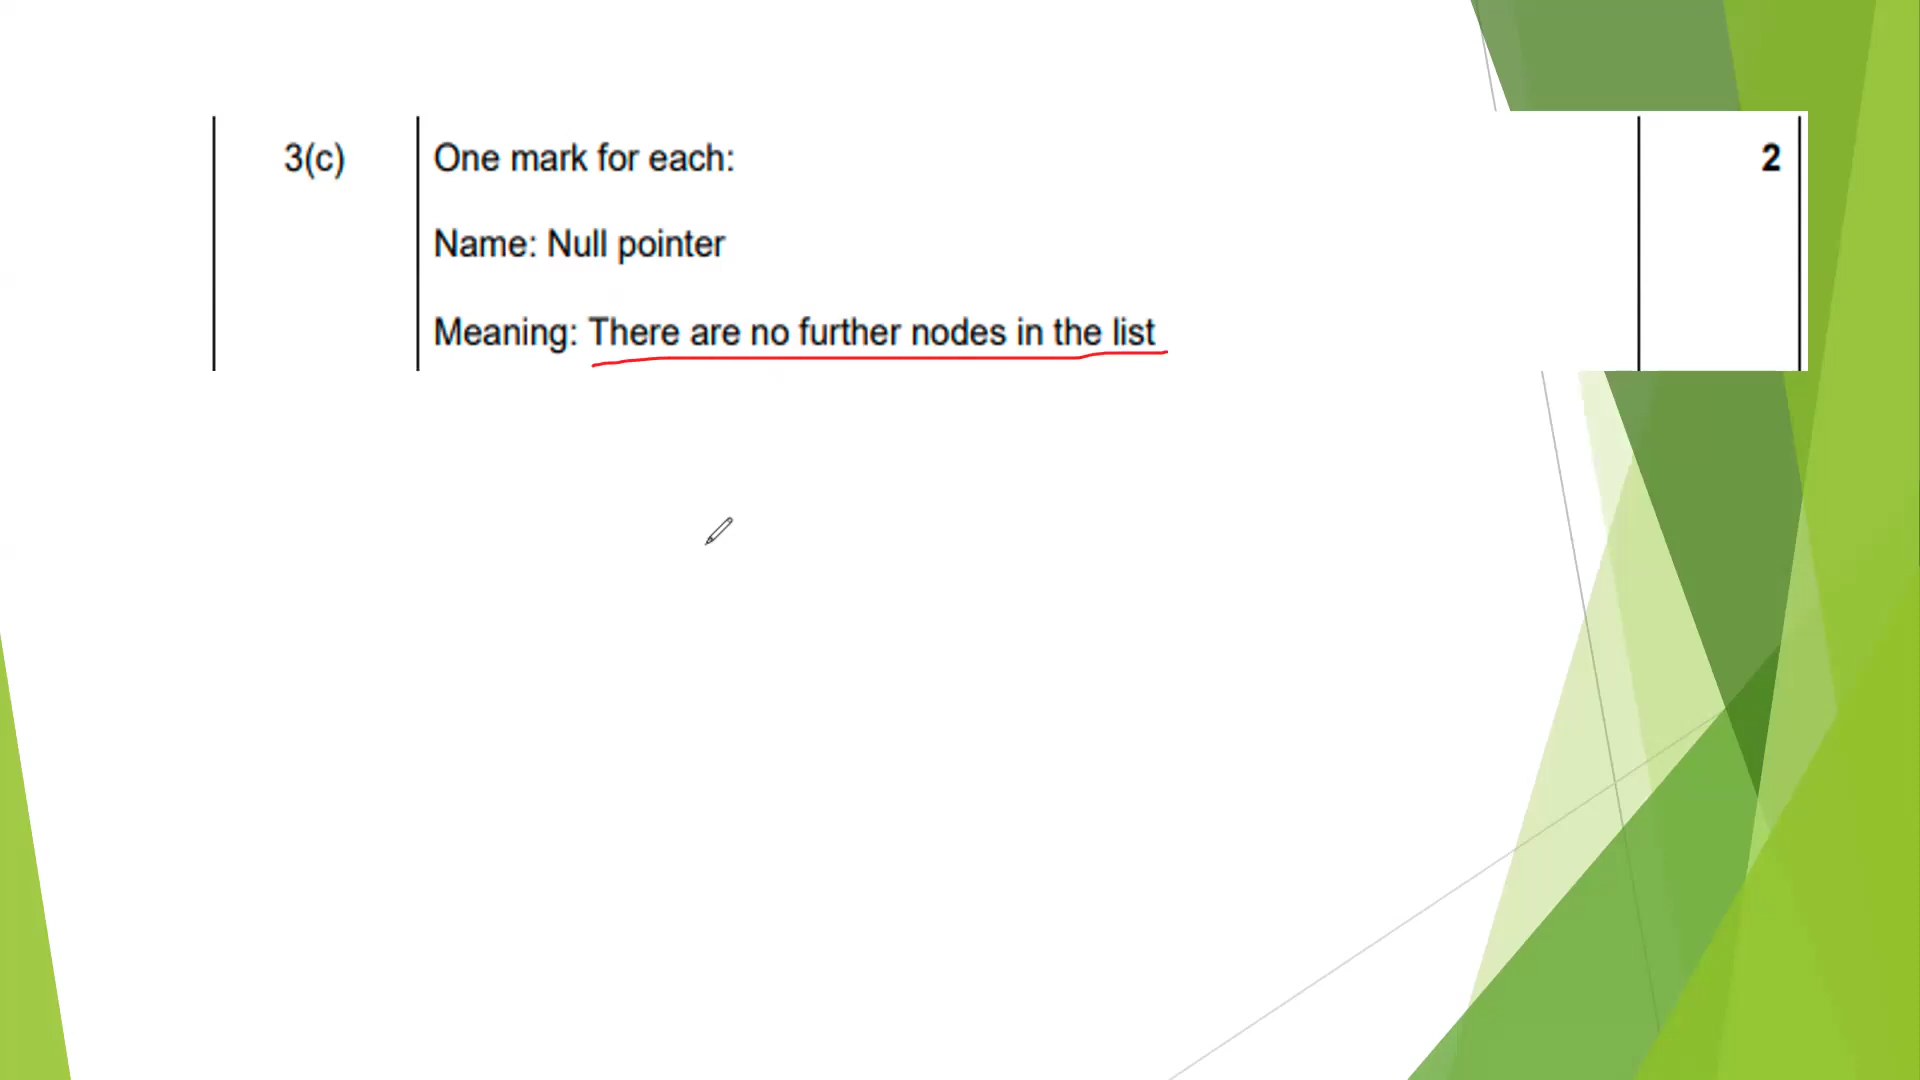 3(c) One mark for each: 2
Name: Null pointer
Meaning: There are no further nodes in the list